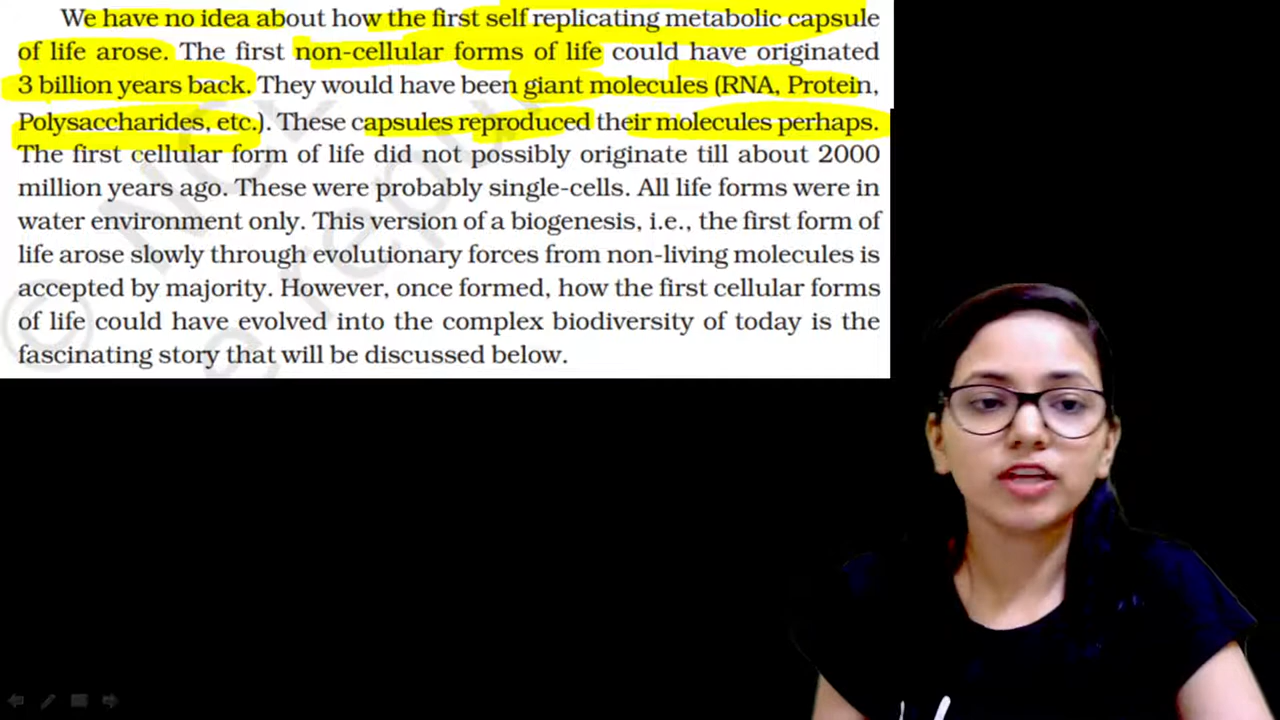 We have no idea about how the first self replicating metabolic capsule
of life arose. The first non-cellular forms of life could have originated
3 billion years back. They would have been giant molecules (RNA, Protein,
Polysaccharides, etc.). These capsules reproduced their molecules perhaps.
The first cellular form of life did not possibly originate till about 2000
million years ago. These were probably single-cells. All life forms were in
water environment only. This version of a biogenesis, i.e., the first form of
life arose slowly through evolutionary forces from non-living molecules is
accepted by majority. However, once formed, how the first cellular forms
of life could have evolved into the complex biodiversity of today is the
fascinating story that will be discussed below.